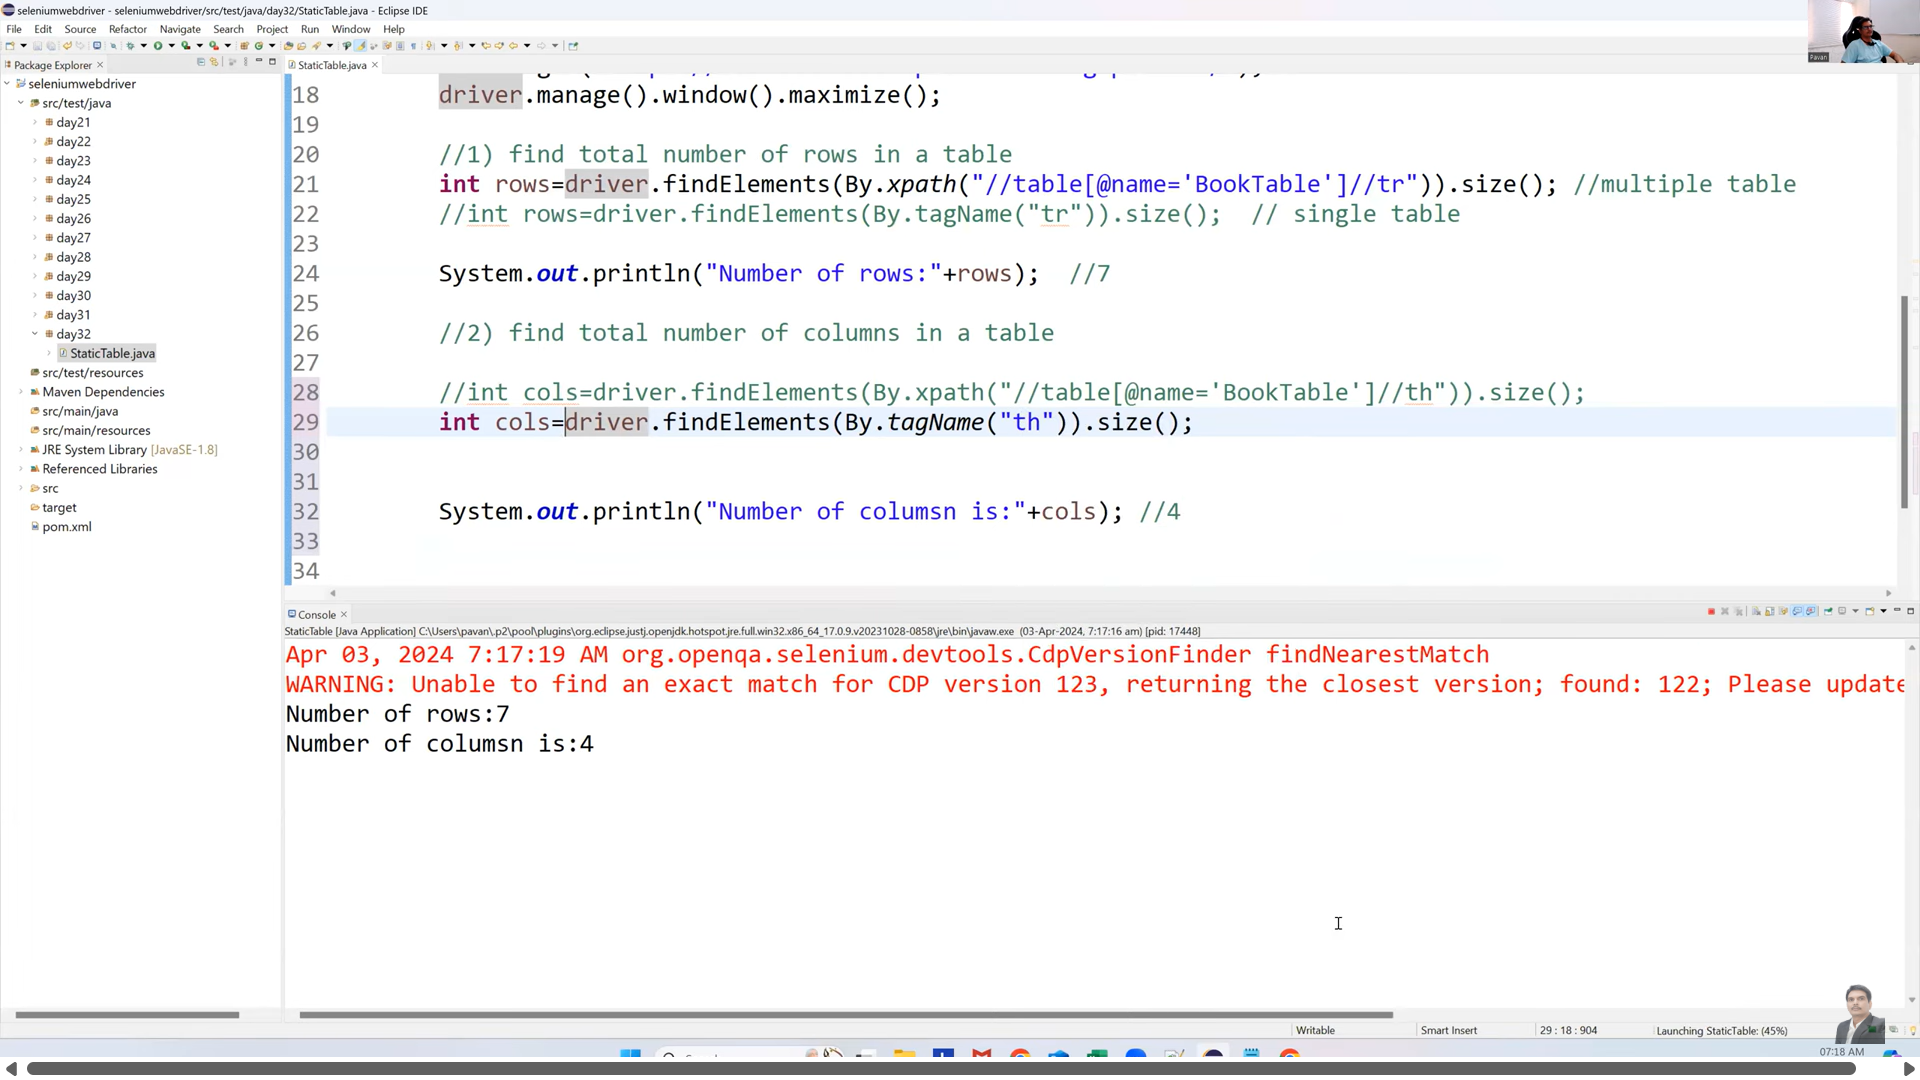 seleniumwebdriver - seleniumwebdriver/src/test/java/day32/StaticTable.java - Eclipse IDE
File Edit Source Refactor Navigate Search Project Run Window Help
Package Explorer
seleniumwebdriver
src/test/java
day21
day22
day23
day24
day25
day26
day27
day28
day29
day30
day31
day32
StaticTable.java
src/test/resources
Maven Dependencies
src/main/java
src/main/resources
JRE System Library [JavaSE-1.8]
Referenced Libraries
src
target
pom.xml
StaticTable.java
18 driver.manage().window().maximize();
19
20 //1) find total number of rows in a table
21 int rows=driver.findElements(By.xpath("//table[@name='BookTable']//tr")).size(); //multiple table
22 //int rows=driver.findElements(By.tagName("tr")).size(); // single table
23
24 System.out.println("Number of rows:"+rows); //7
25
26 //2) find total number of columns in a table
27
28 //int cols=driver.findElements(By.xpath("//table[@name='BookTable']//th")).size();
29 int cols=driver.findElements(By.tagName("th")).size();
30
31
32 System.out.println("Number of columsn is:"+cols); //4
33
34
Console
StaticTable [Java Application] C:\Users\pavan\.p2\pool\plugins\org.eclipse.justj.openjdk.hotspot.jre.full.win32.x86_64_17.0.9.v20231028-0858\jre\bin\javaw.exe (03-Apr-2024, 7:17:16 am) [pid: 17448]
Apr 03, 2024 7:17:19 AM org.openqa.selenium.devtools.CdpVersionFinder findNearestMatch
WARNING: Unable to find an exact match for CDP version 123, returning the closest version; found: 122; Please update
Number of rows:7
Number of columsn is:4
Writable Smart Insert 29 : 18 : 904 Launching StaticTable: (45%)
07:18 AM
Pavan